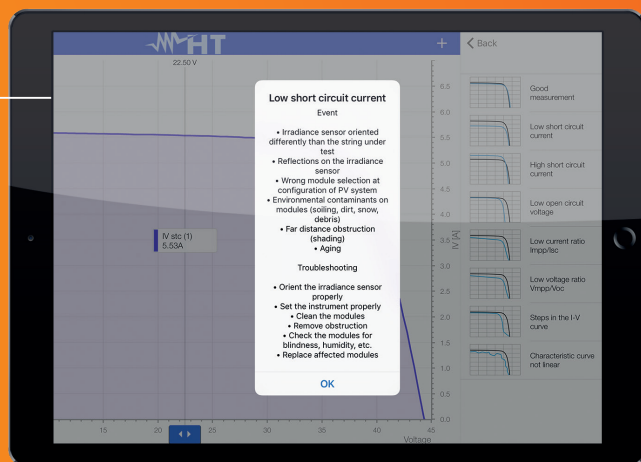 HT
+
Back
22.50 V
IV stc (1)
5.53A
Low short circuit current
Event
• Irradiance sensor oriented
differently than the string under
test
• Reflections on the irradiance
sensor
• Wrong module selection at
configuration of PV system
• Environmental contaminants on
modules (soiling, dirt, snow,
debris)
• Far distance obstruction
(shading)
• Aging
Troubleshooting
• Orient the irradiance sensor
properly
• Set the instrument properly
• Clean the modules
• Remove obstruction
• Check the modules for
blindness, humidity, etc.
• Replace affected modules
OK
6.5
6.0
5.5
5.0
4.5
4.0
3.5
3.0
2.5
2.0
1.5
1.0
0.5
0.0
IV [A]
15
20
25
30
35
40
45
Voltage
Good
measurement
Low short circuit
current
High short circuit
current
Low open circuit
voltage
Low current ratio
Impp/Isc
Low voltage ratio
Vmpp/Voc
Steps in the I-V
curve
Characteristic curve
not linear